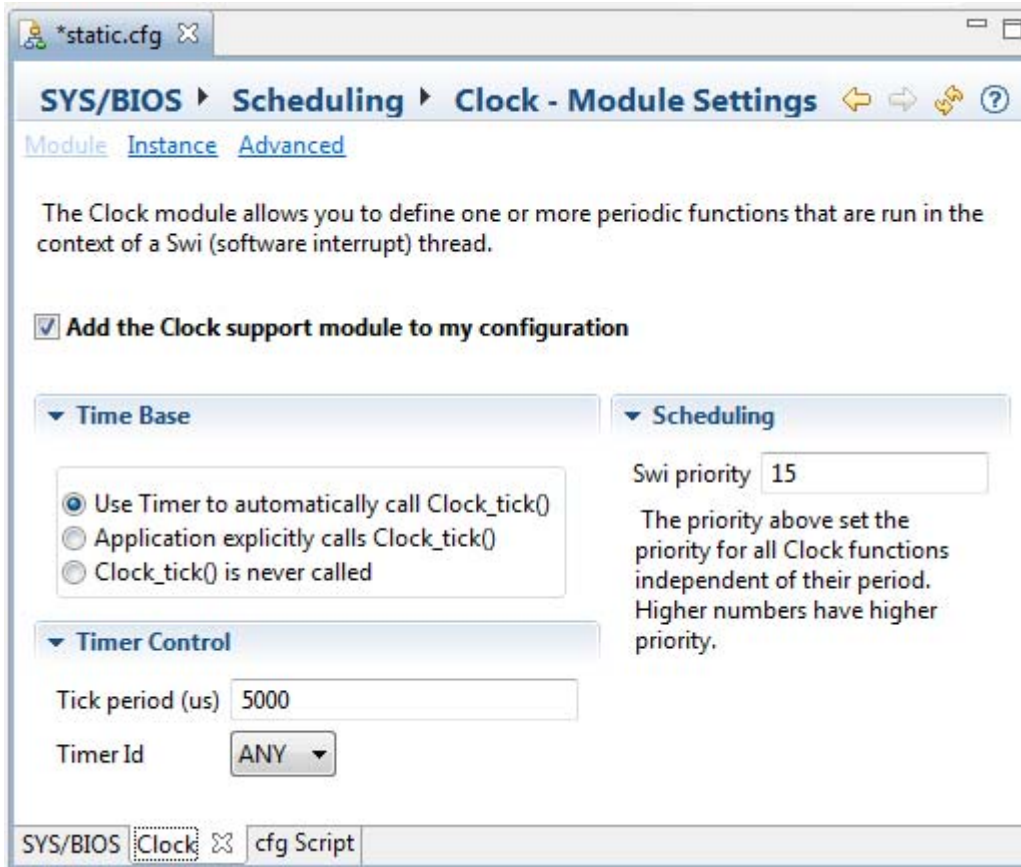 *static.cfg
SYS/BIOS Scheduling Clock - Module Settings
Module Instance Advanced
The Clock module allows you to define one or more periodic functions that are run in the
context of a Swi (software interrupt) thread.
Add the Clock support module to my configuration
Time Base
Use Timer to automatically call Clock_tick()
Application explicitly calls Clock_tick()
Clock_tick() is never called
Timer Control
Tick period (us) 5000
Timer Id ANY
Scheduling
Swi priority 15
The priority above set the
priority for all Clock functions
independent of their period.
Higher numbers have higher
priority.
SYS/BIOS Clock cfg Script